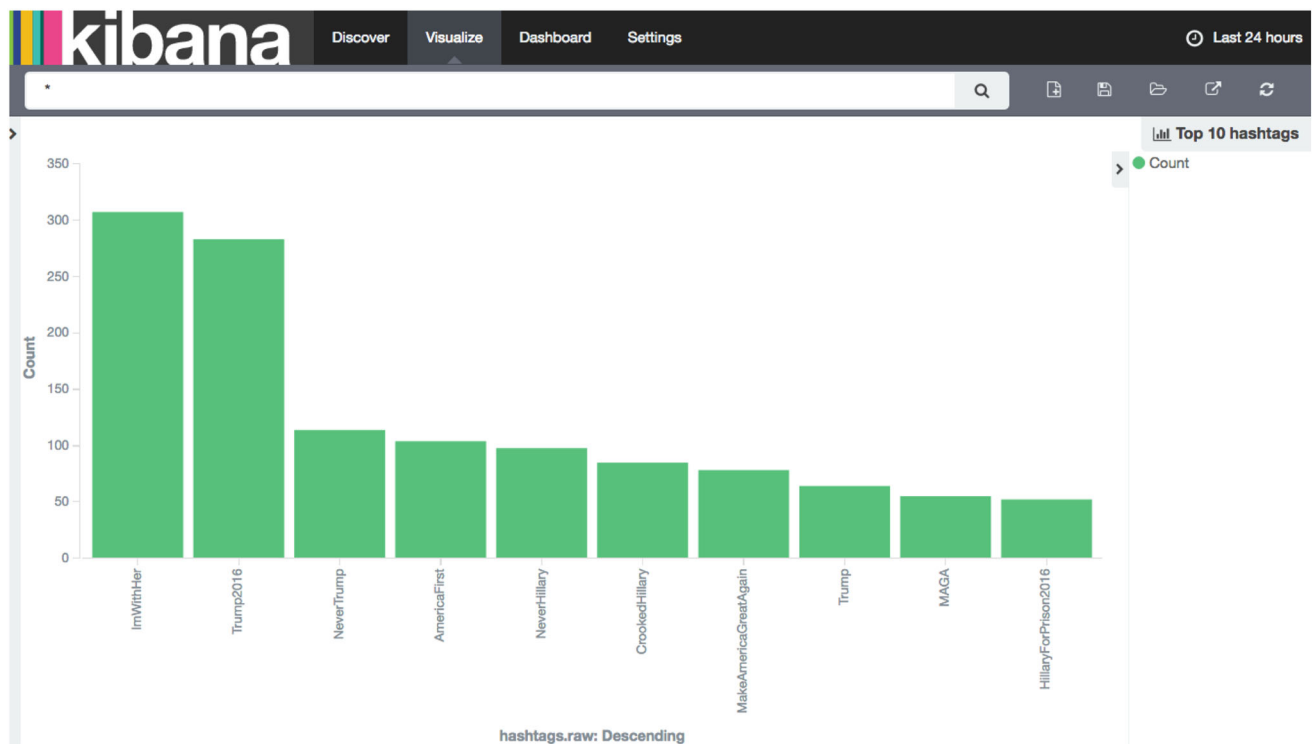 kibana
Discover Visualize Dashboard Settings Last 24 hours
*
Top 10 hashtags
Count
350
300
250
200
150
100
50
0
Count
ImWithHer
Trump2016
NeverTrump
AmericaFirst
NeverHillary
CrookedHillary
MakeAmericaGreatAgain
Trump
MAGA
HillaryForPrison2016
hashtags.raw: Descending